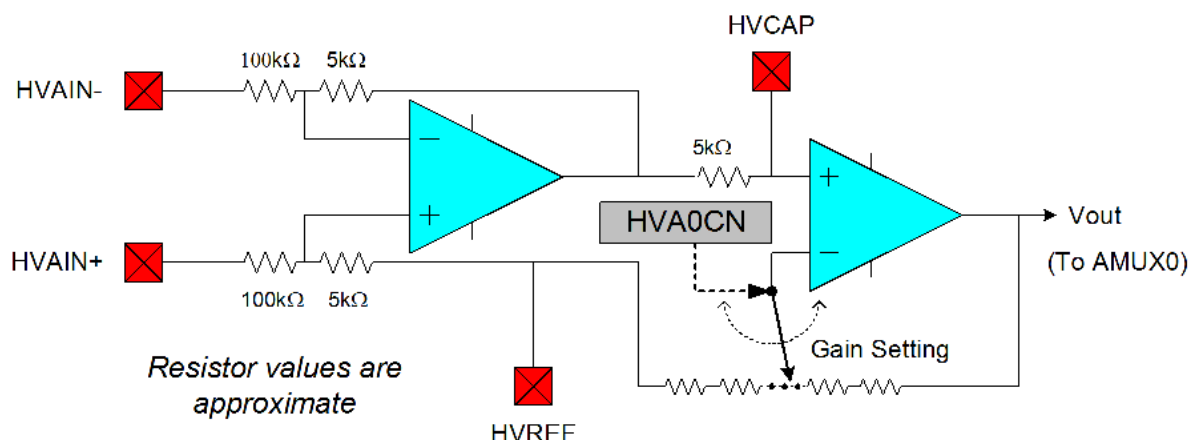 HVCAP
100kΩ 5kΩ
HVAIN-
5kΩ
−
+
HVA0CN
+
−
Vout
(To AMUX0)
HVAIN+
100kΩ 5kΩ
Gain Setting
Resistor values are
approximate
HVREF